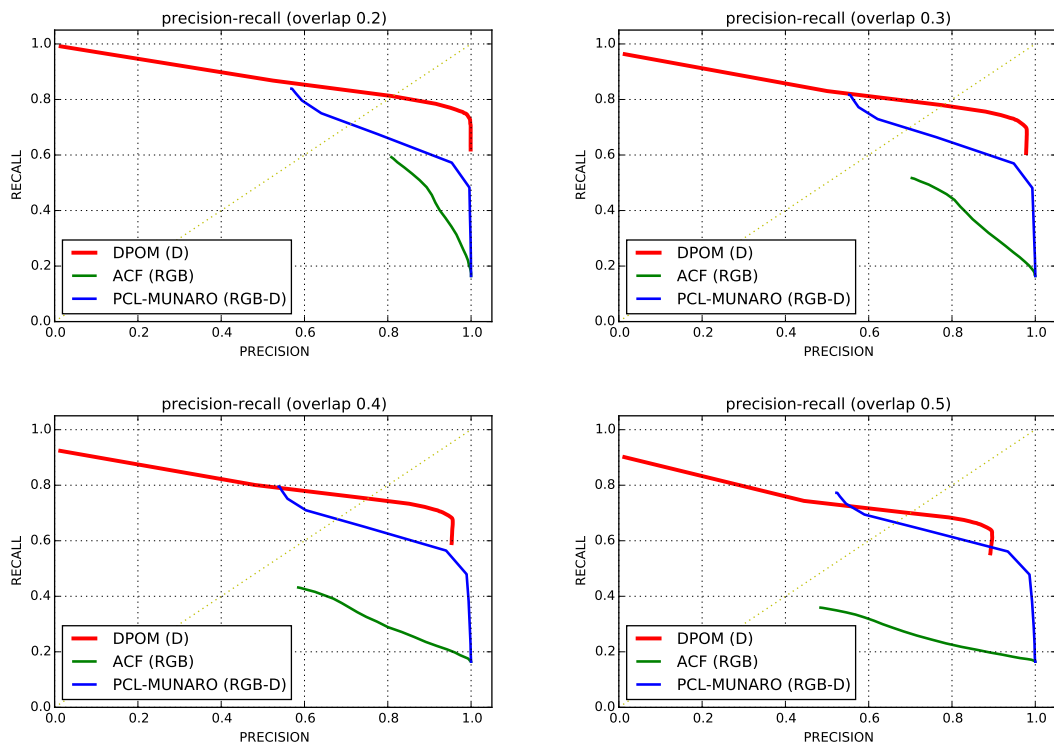 precision-recall (overlap 0.2)
1.0
0.8
0.6
0.4
0.2
0.0
RECALL
DPOM (D)
ACF (RGB)
PCL-MUNARO (RGB-D)
0.0 0.2 0.4 0.6 0.8 1.0
PRECISION
precision-recall (overlap 0.3)
1.0
0.8
0.6
0.4
0.2
0.0
RECALL
DPOM (D)
ACF (RGB)
PCL-MUNARO (RGB-D)
0.0 0.2 0.4 0.6 0.8 1.0
PRECISION
precision-recall (overlap 0.4)
1.0
0.8
0.6
0.4
0.2
0.0
RECALL
DPOM (D)
ACF (RGB)
PCL-MUNARO (RGB-D)
0.0 0.2 0.4 0.6 0.8 1.0
PRECISION
precision-recall (overlap 0.5)
1.0
0.8
0.6
0.4
0.2
0.0
RECALL
DPOM (D)
ACF (RGB)
PCL-MUNARO (RGB-D)
0.0 0.2 0.4 0.6 0.8 1.0
PRECISION